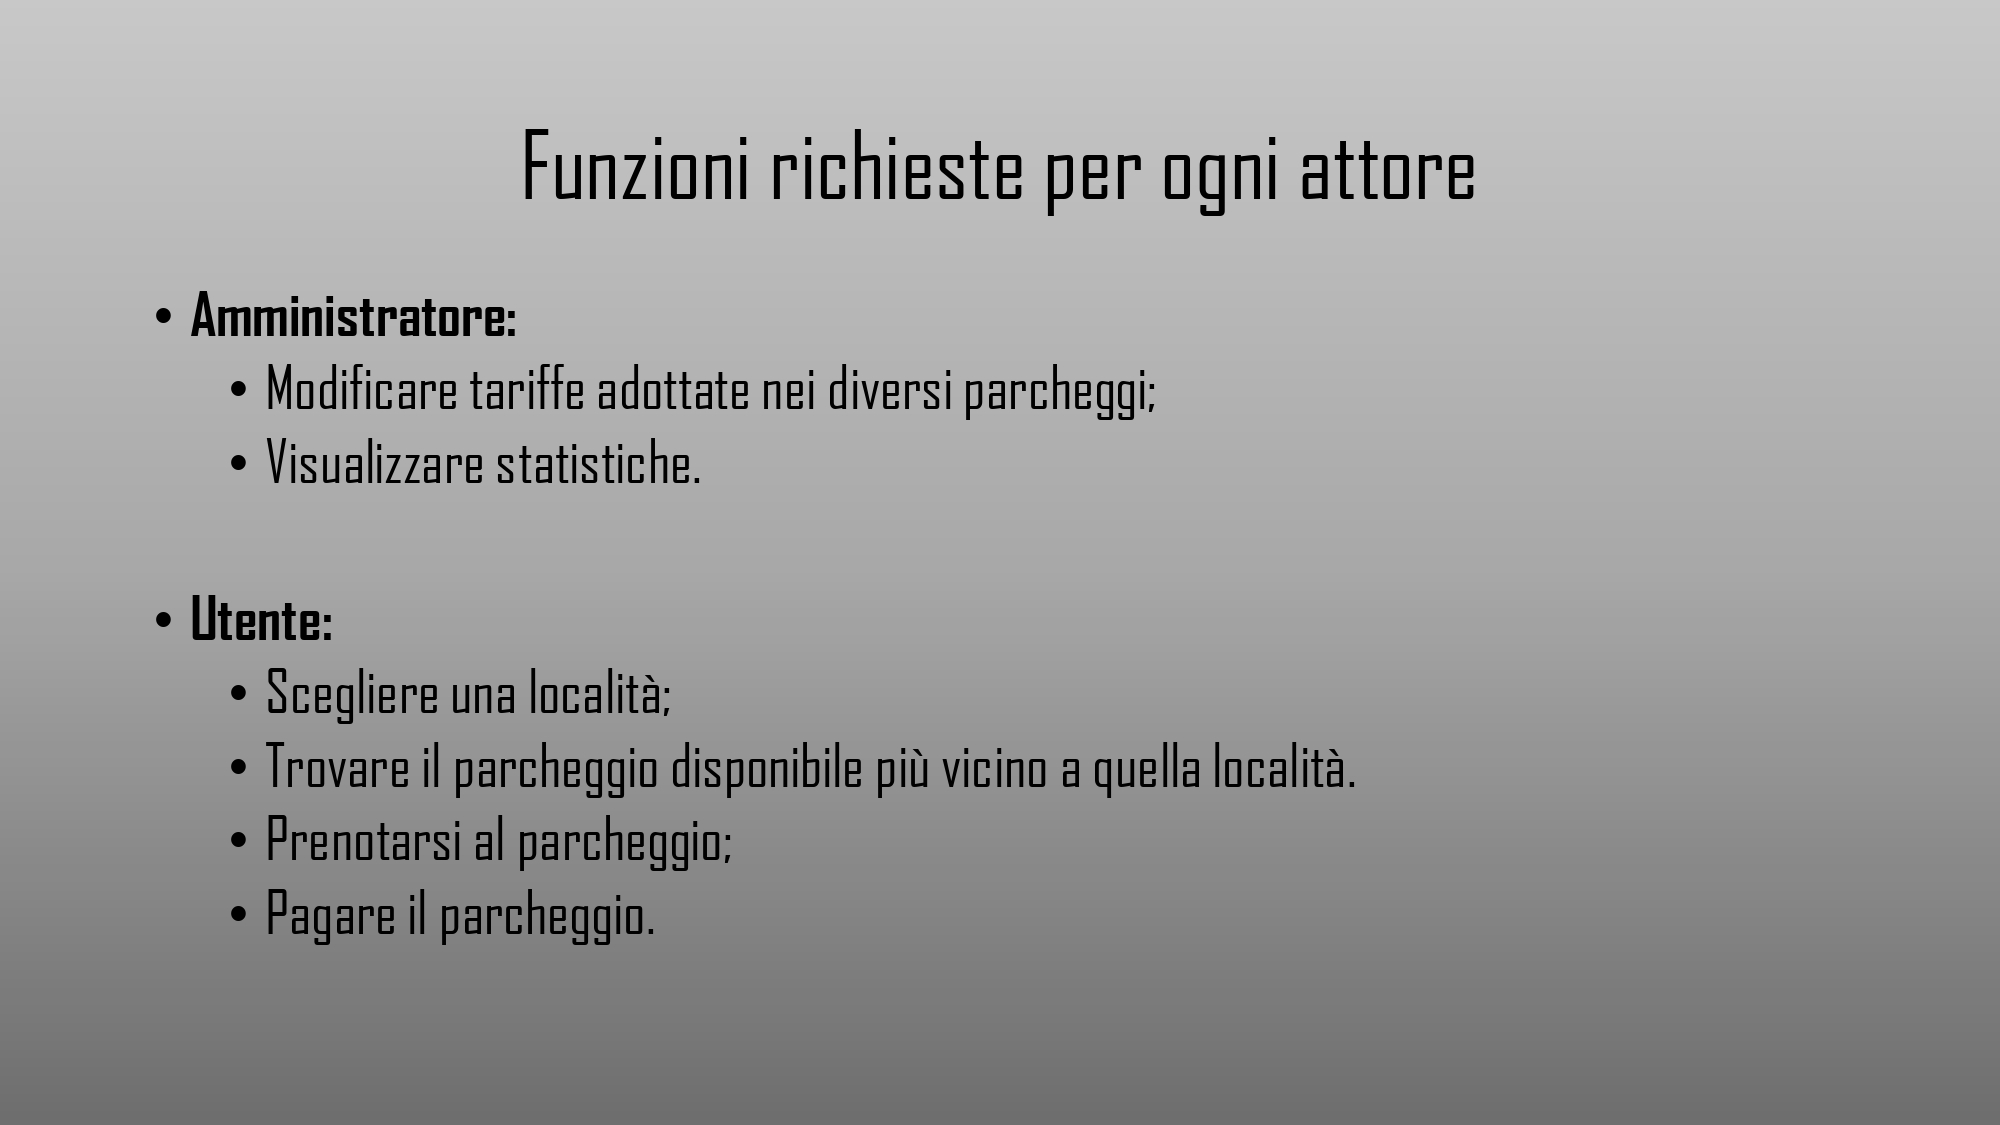 Funzioni richieste per ogni attore
• Amministratore:
• Modificare tariffe adottate nei diversi parcheggi;
• Visualizzare statistiche.
• Utente:
• Scegliere una località;
• Trovare il parcheggio disponibile più vicino a quella località.
• Prenotarsi al parcheggio;
• Pagare il parcheggio.